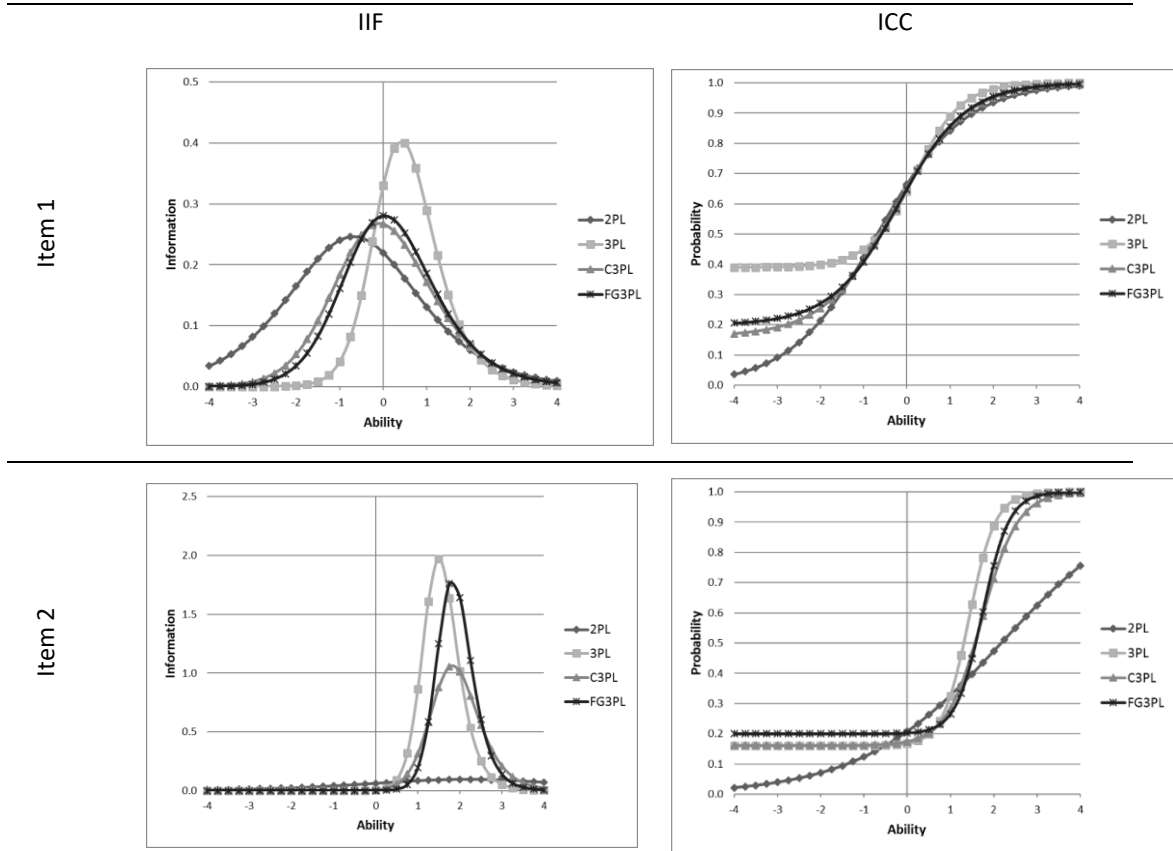 IIF
ICC
Item 1
0.5
0.4
0.3
0.2
0.1
0.0
Information
-4 -3 -2 -1 0 1 2 3 4
Ability
2PL
3PL
C3PL
FG3PL
1.0
0.9
0.8
0.7
0.6
0.5
0.4
0.3
0.2
0.1
0.0
Probability
-4 -3 -2 -1 0 1 2 3 4
Ability
2PL
3PL
C3PL
FG3PL
Item 2
2.5
2.0
1.5
1.0
0.5
0.0
Information
-4 -3 -2 -1 0 1 2 3 4
Ability
2PL
3PL
C3PL
FG3PL
1.0
0.9
0.8
0.7
0.6
0.5
0.4
0.3
0.2
0.1
0.0
Probability
-4 -3 -2 -1 0 1 2 3 4
Ability
2PL
3PL
C3PL
FG3PL